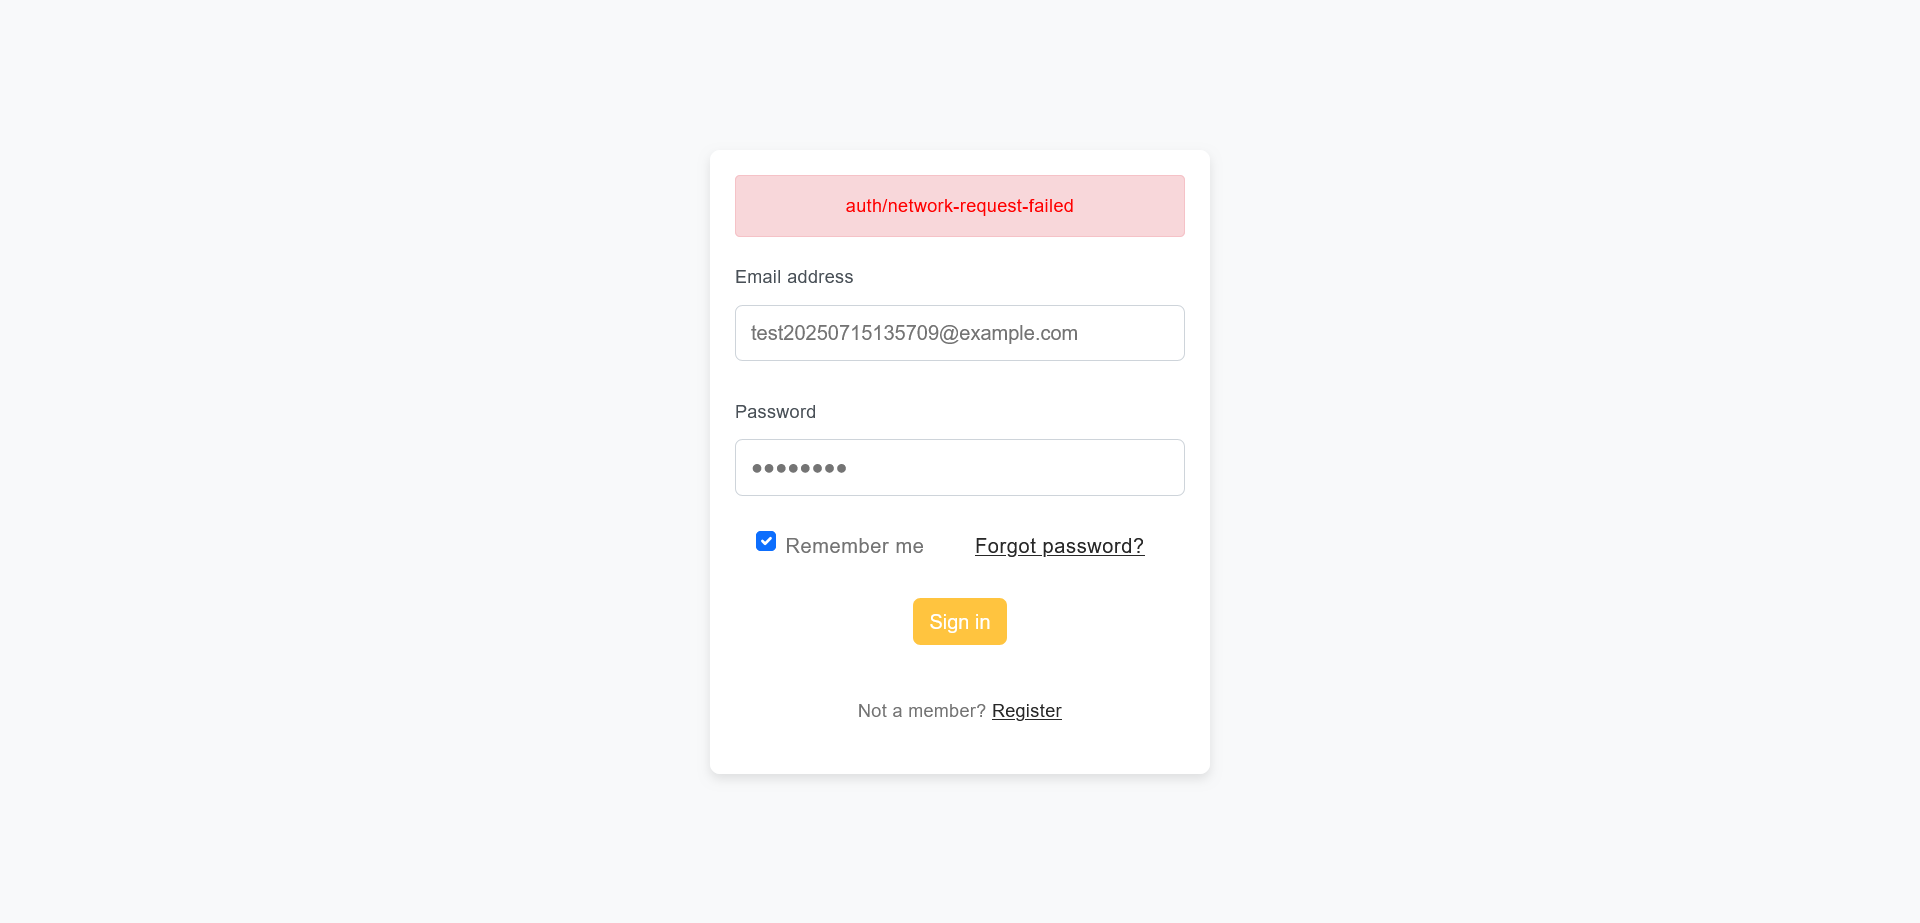 auth/network-request-failed
Email address
test20250715135709@example.com
Password
●●●●●●●●
Remember me Forgot password?
Sign in
Not a member? Register